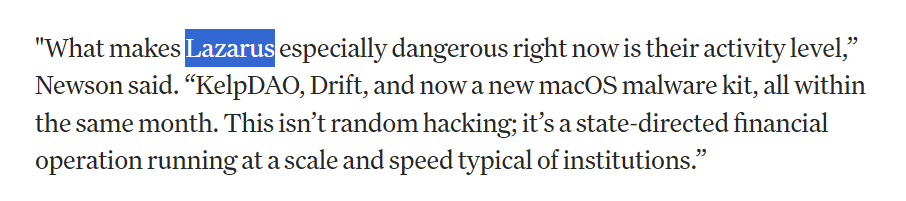 "What makes Lazarus especially dangerous right now is their activity level,”
Newson said. “KelpDAO, Drift, and now a new macOS malware kit, all within
the same month. This isn’t random hacking; it’s a state-directed financial
operation running at a scale and speed typical of institutions.”